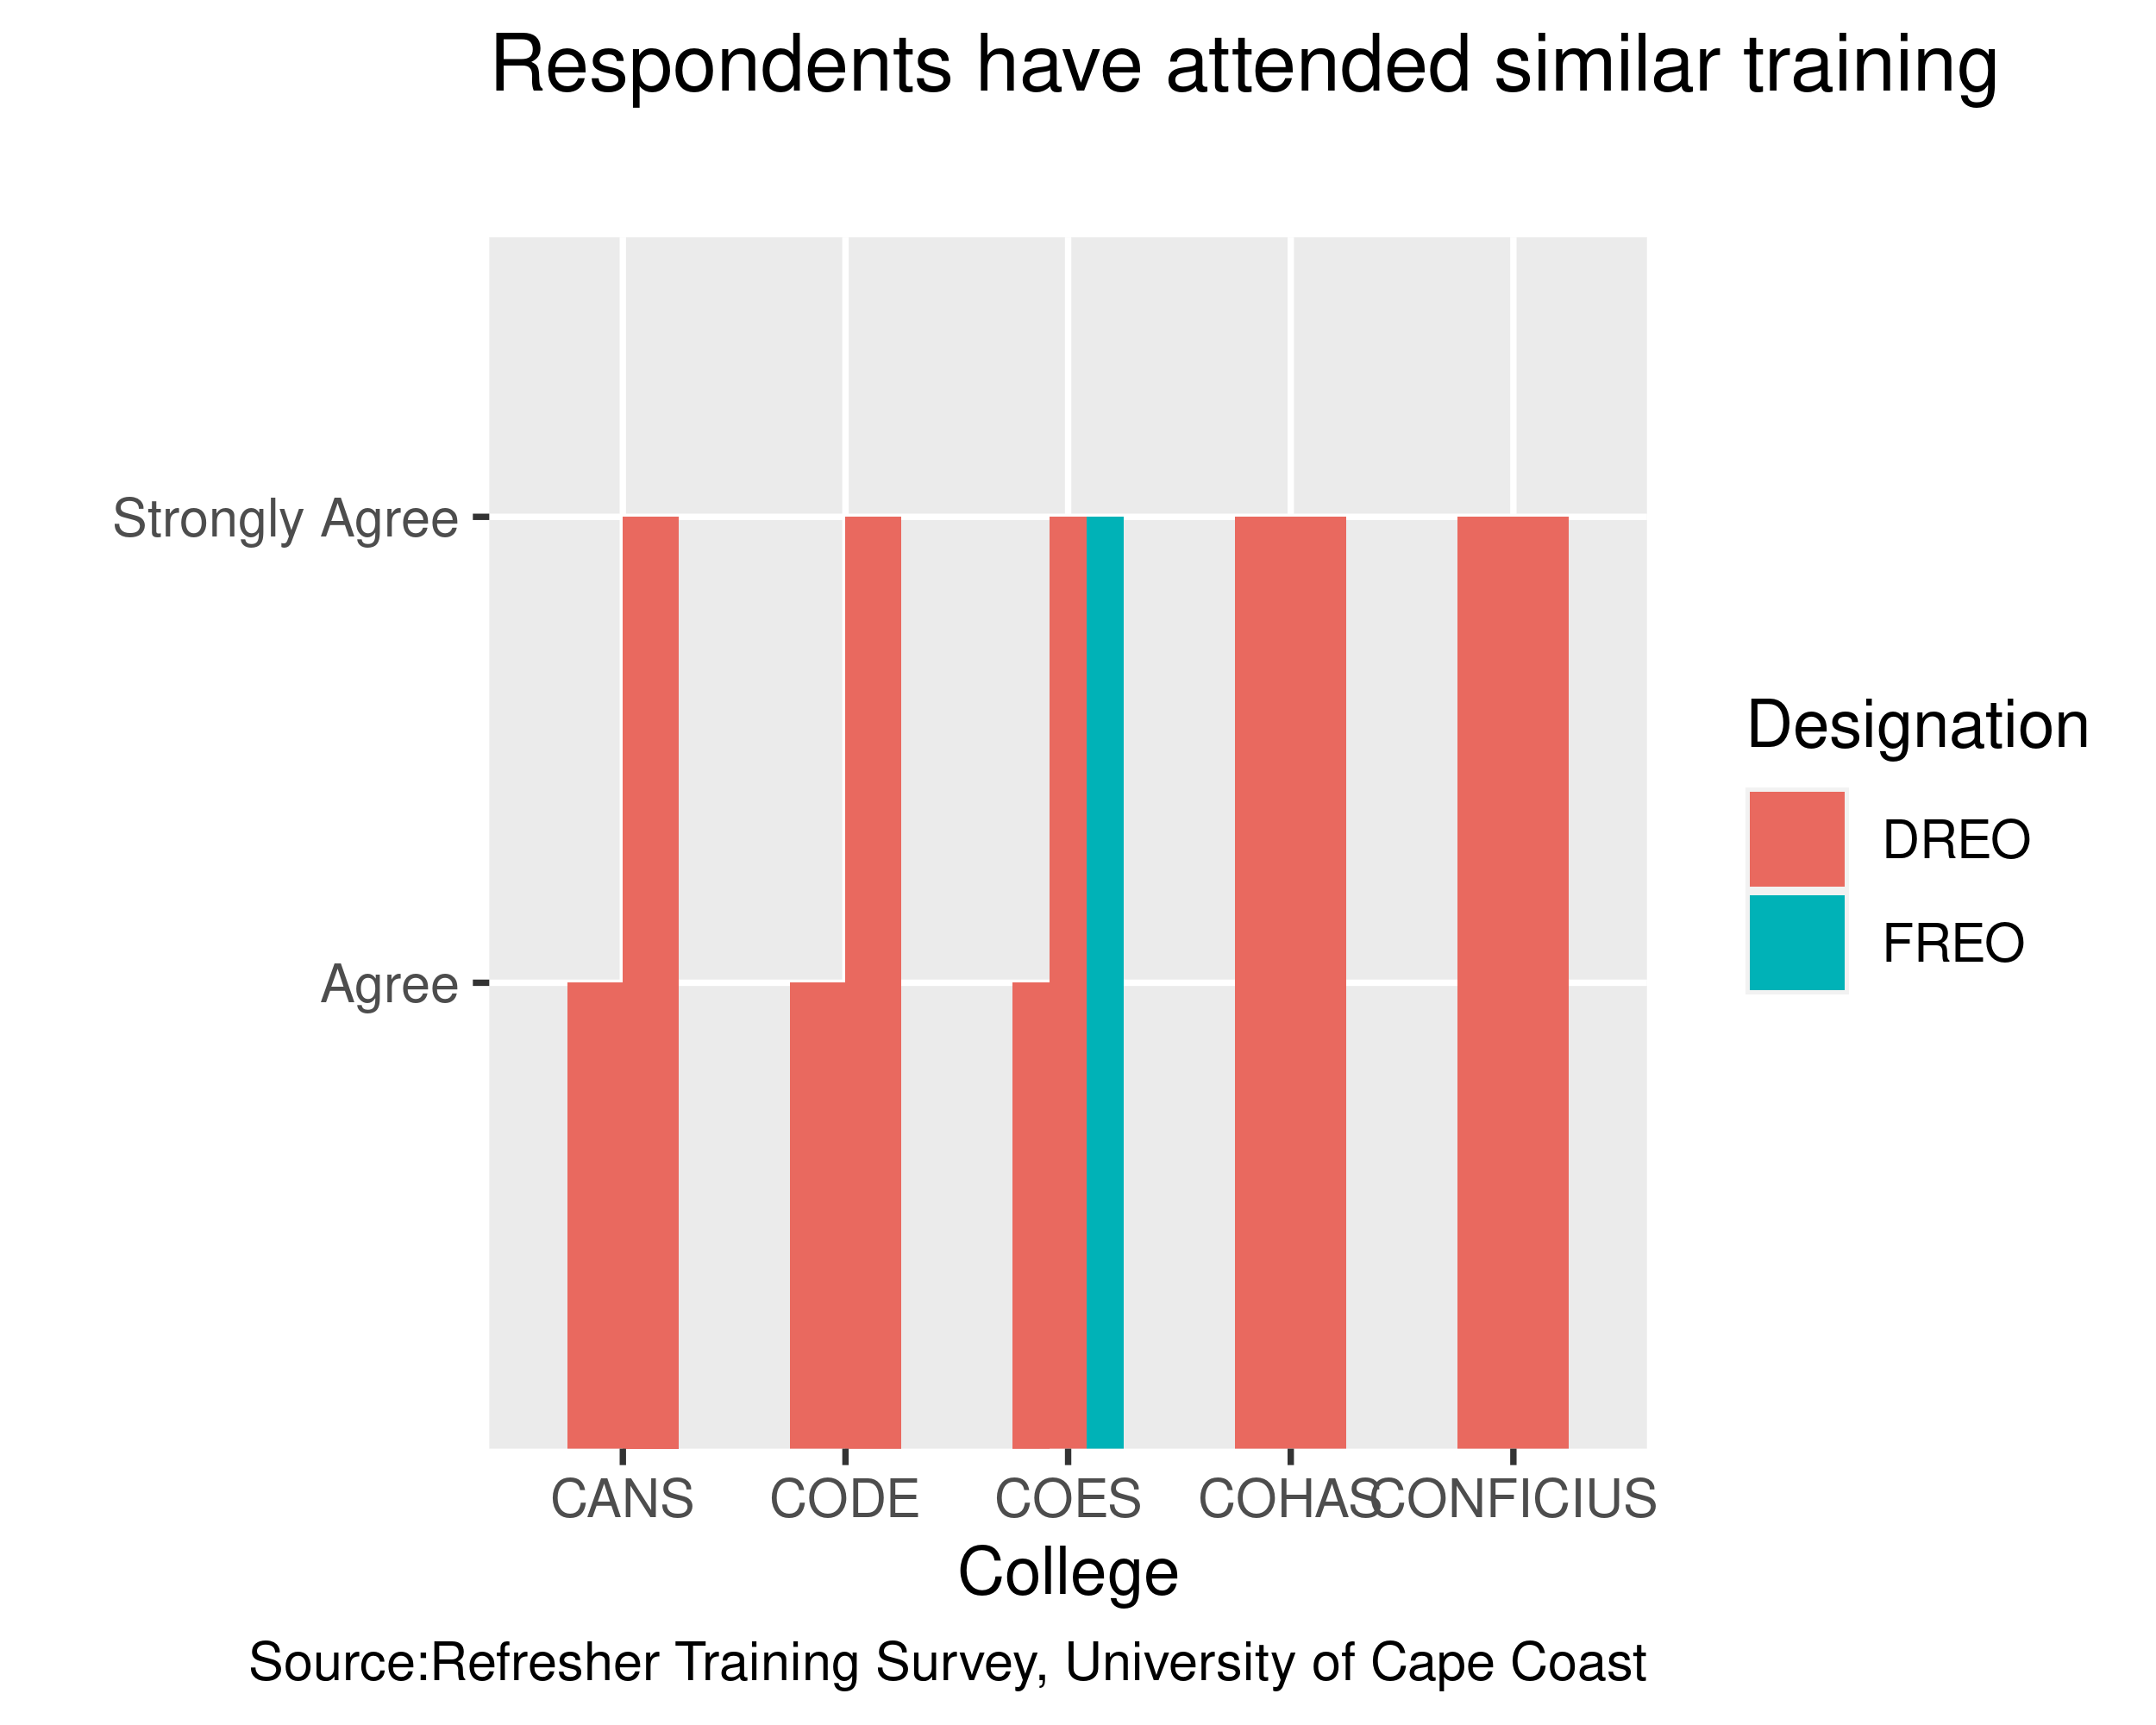 Respondents have attended similar training
Strongly Agree
Agree
Designation
DREO
FREO
CANS CODE COES COHAS CONFICIUS
College
Source:Refresher Training Survey, University of Cape Coast